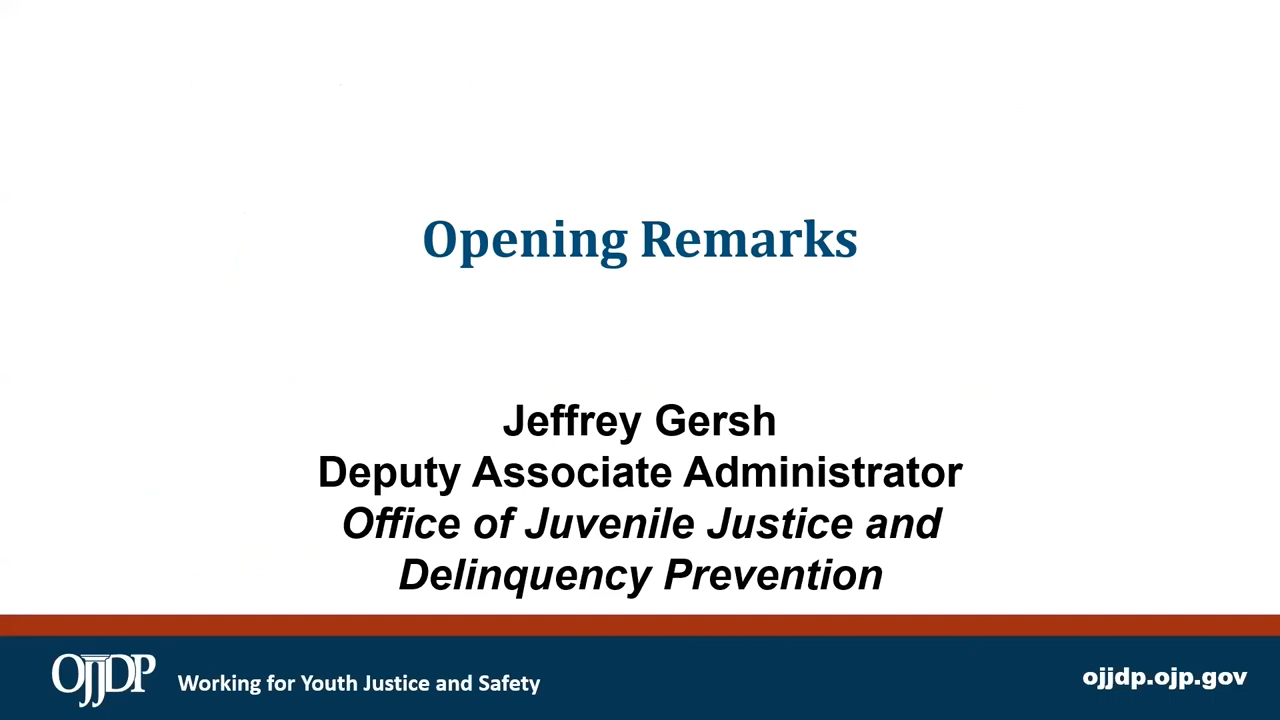 Opening Remarks
Jeffrey Gersh
Deputy Associate Administrator
Office of Juvenile Justice and
Delinquency Prevention
OJJDP Working for Youth Justice and Safety
ojjdp.ojp.gov